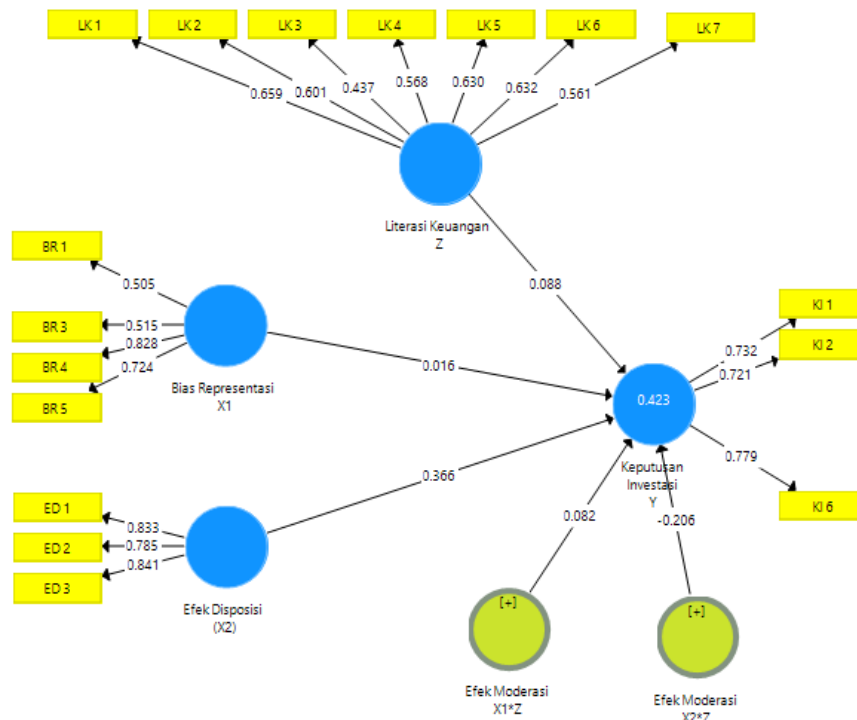 LK 1
LK 2
LK 3
LK 4
LK 5
LK 6
LK 7
0.659
0.601
0.437
0.568
0.630
0.632
0.561
Literasi Keuangan
Z
0.088
BR 1
BR 3
BR 4
BR 5
0.505
0.515
0.828
0.724
Bias Representasi
X1
0.016
KI 1
KI 2
KI 6
0.732
0.721
0.779
0.423
Keputusan
Investasi
Y
0.366
ED 1
ED 2
ED 3
0.833
0.785
0.841
Efek Disposisi
(X2)
0.082
-0.206
[+]
Efek Moderasi
X1*Z
[+]
Efek Moderasi
X2*Z